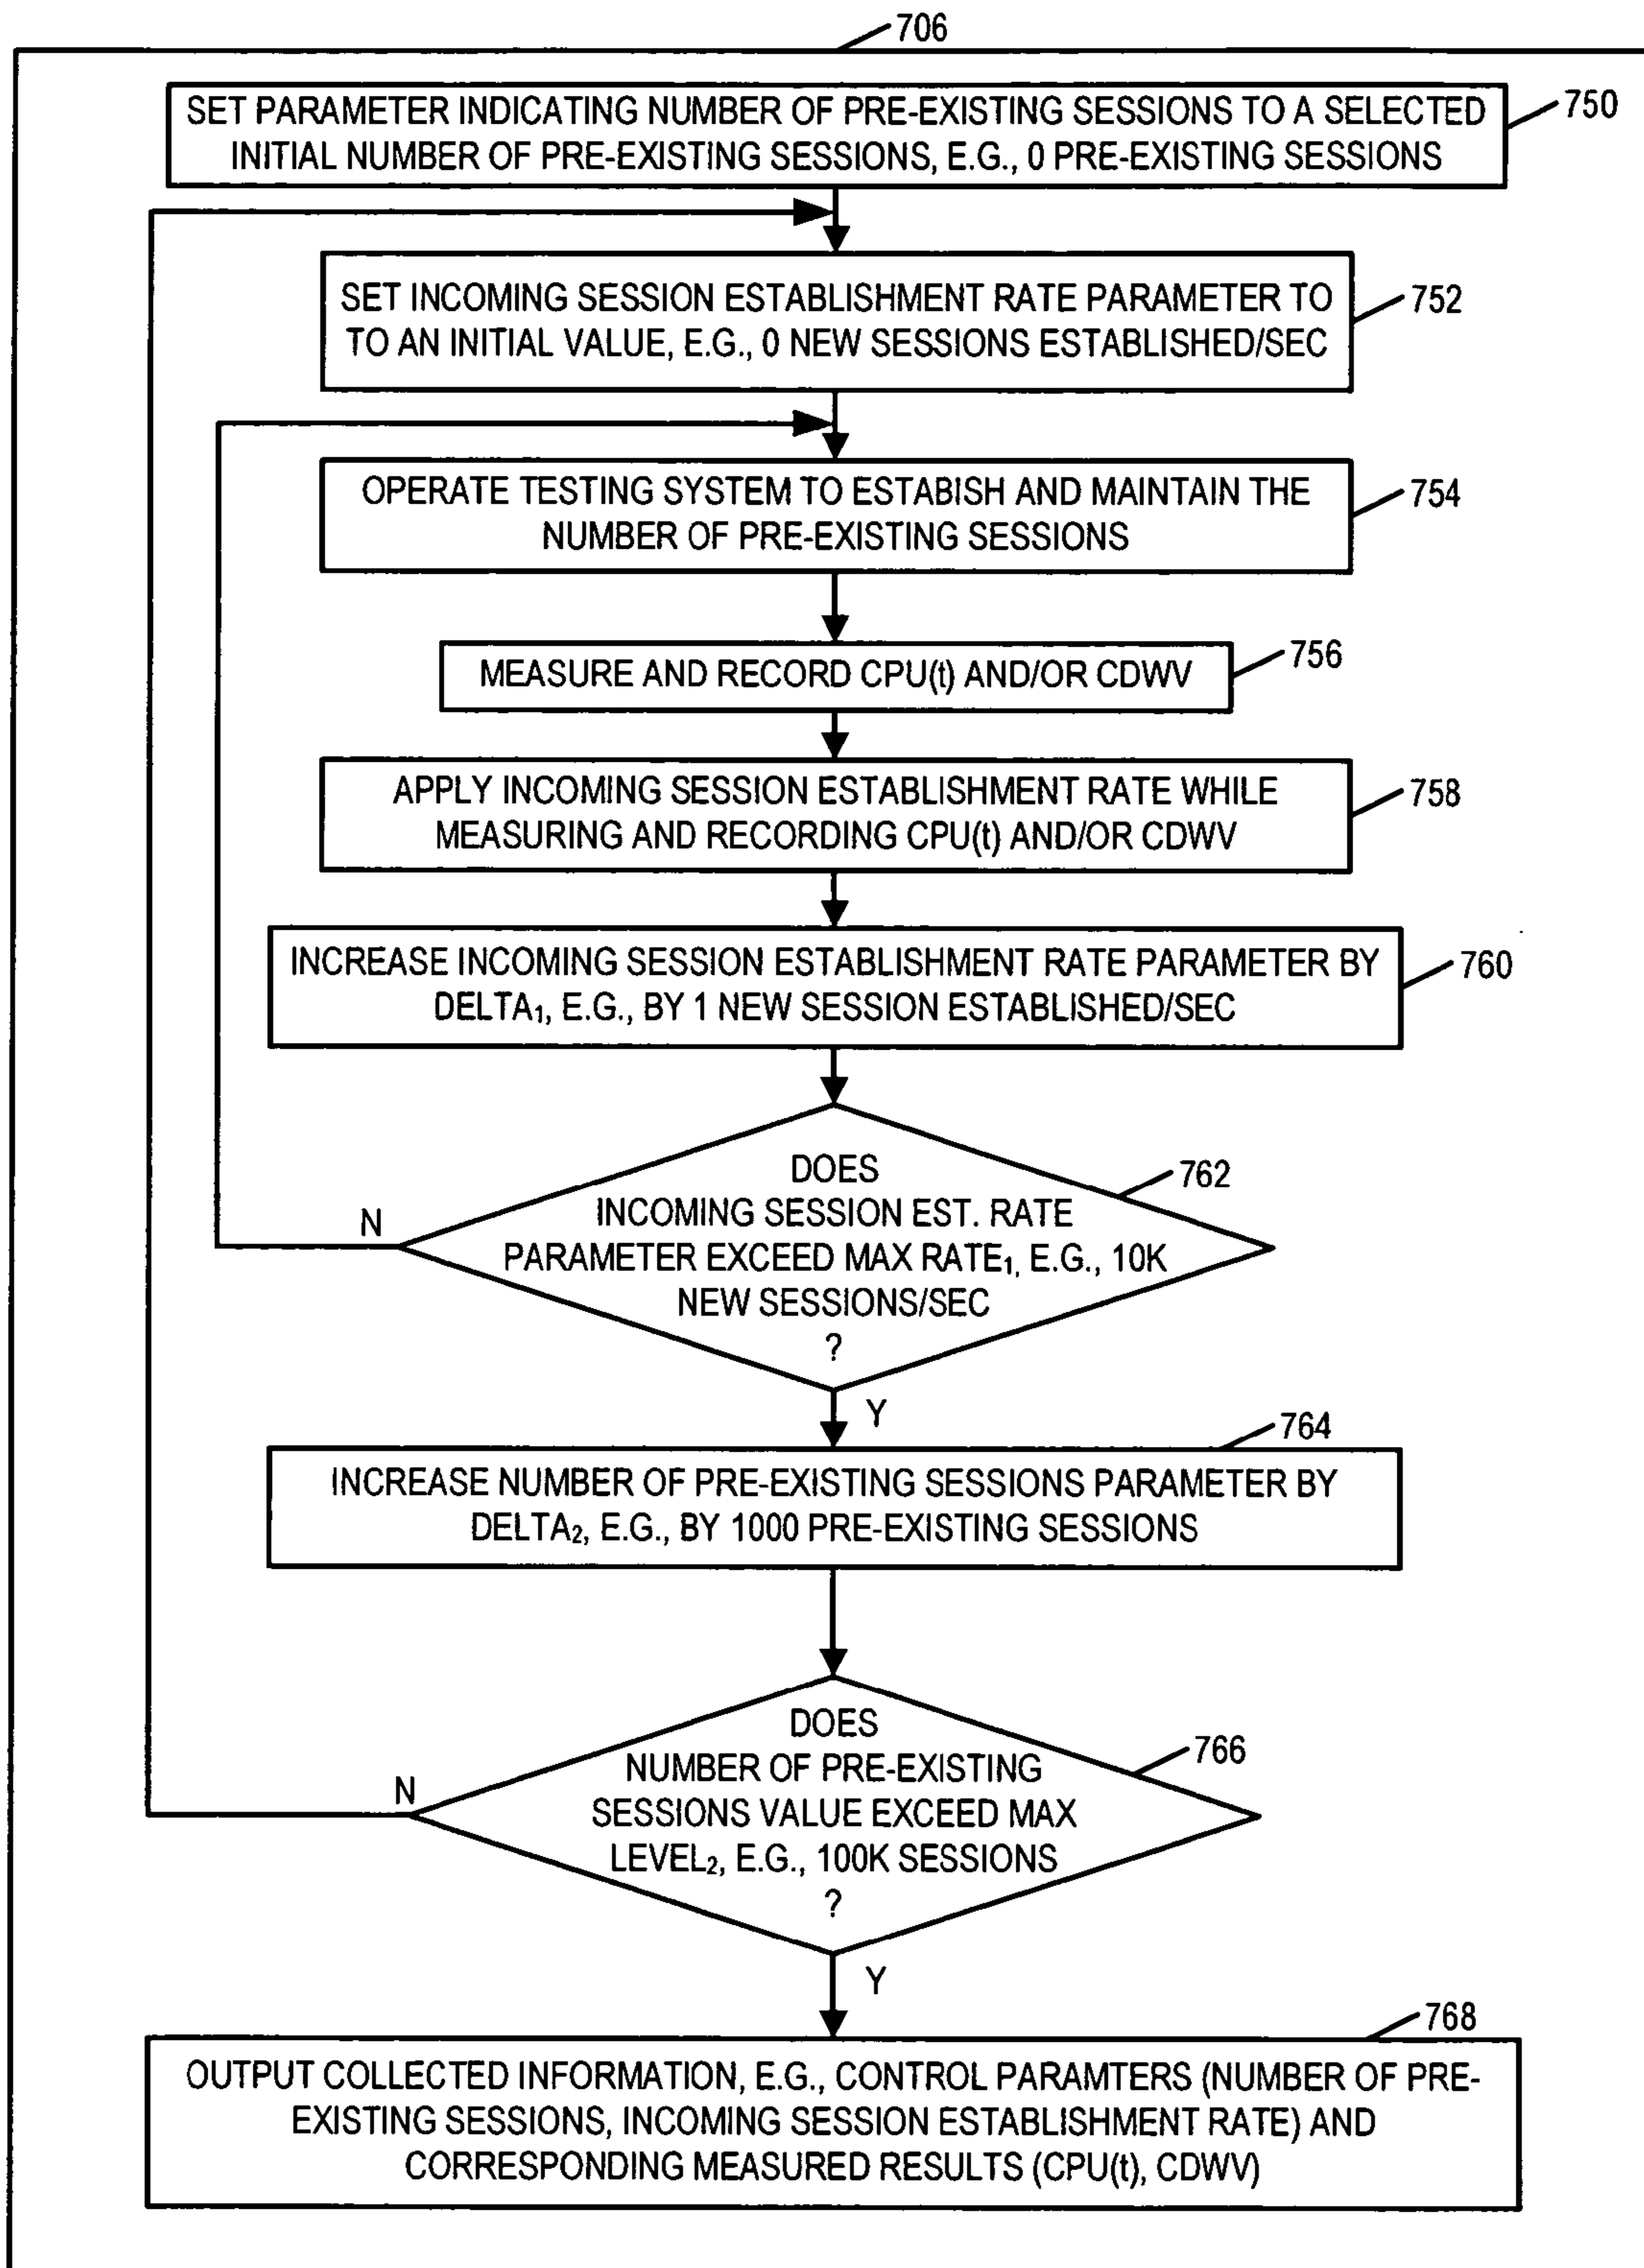 706
SET PARAMETER INDICATING NUMBER OF PRE-EXISTING SESSIONS TO A SELECTED
INITIAL NUMBER OF PRE-EXISTING SESSIONS, E.G., 0 PRE-EXISTING SESSIONS
750
SET INCOMING SESSION ESTABLISHMENT RATE PARAMETER TO
TO AN INITIAL VALUE, E.G., 0 NEW SESSIONS ESTABLISHED/SEC
752
OPERATE TESTING SYSTEM TO ESTABISH AND MAINTAIN THE
NUMBER OF PRE-EXISTING SESSIONS
754
MEASURE AND RECORD CPU(t) AND/OR CDWV
756
APPLY INCOMING SESSION ESTABLISHMENT RATE WHILE
MEASURING AND RECORDING CPU(t) AND/OR CDWV
758
INCREASE INCOMING SESSION ESTABLISHMENT RATE PARAMETER BY
DELTA₁, E.G., BY 1 NEW SESSION ESTABLISHED/SEC
760
DOES
INCOMING SESSION EST. RATE
PARAMETER EXCEED MAX RATE₁, E.G., 10K
NEW SESSIONS/SEC
?
762
N
Y
INCREASE NUMBER OF PRE-EXISTING SESSIONS PARAMETER BY
DELTA₂, E.G., BY 1000 PRE-EXISTING SESSIONS
764
DOES
NUMBER OF PRE-EXISTING
SESSIONS VALUE EXCEED MAX
LEVEL₂, E.G., 100K SESSIONS
?
766
N
Y
768
OUTPUT COLLECTED INFORMATION, E.G., CONTROL PARAMTERS (NUMBER OF PRE-
EXISTING SESSIONS, INCOMING SESSION ESTABLISHMENT RATE) AND
CORRESPONDING MEASURED RESULTS (CPU(t), CDWV)